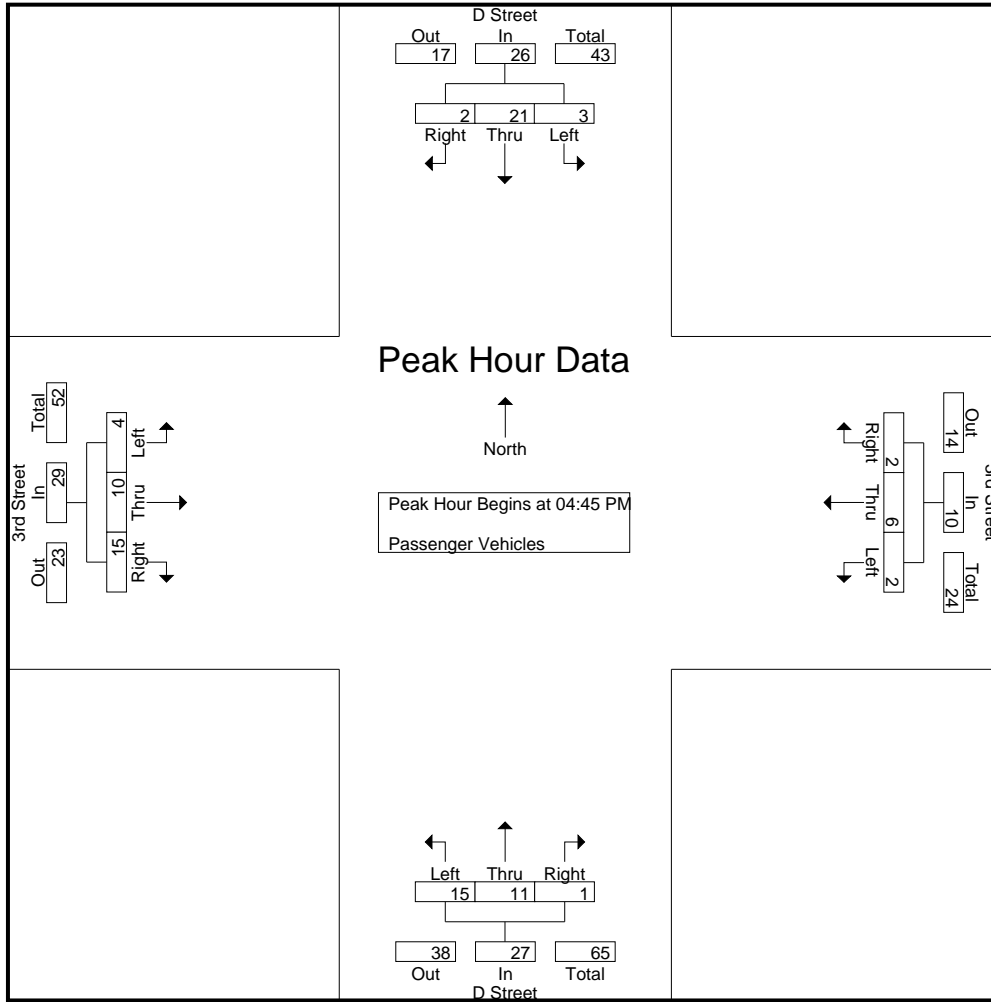 D Street
Out In Total
17 26 43
2 21 3
Right Thru Left
Peak Hour Data
North
Peak Hour Begins at 04:45 PM
Passenger Vehicles
3rd Street
Out In Total
23 29 52
15 10 4
Right Thru Left
3rd Street
Out In Total
14 10 24
2 6 2
Right Thru Left
Left Thru Right
15 11 1
38 27 65
Out In Total
D Street